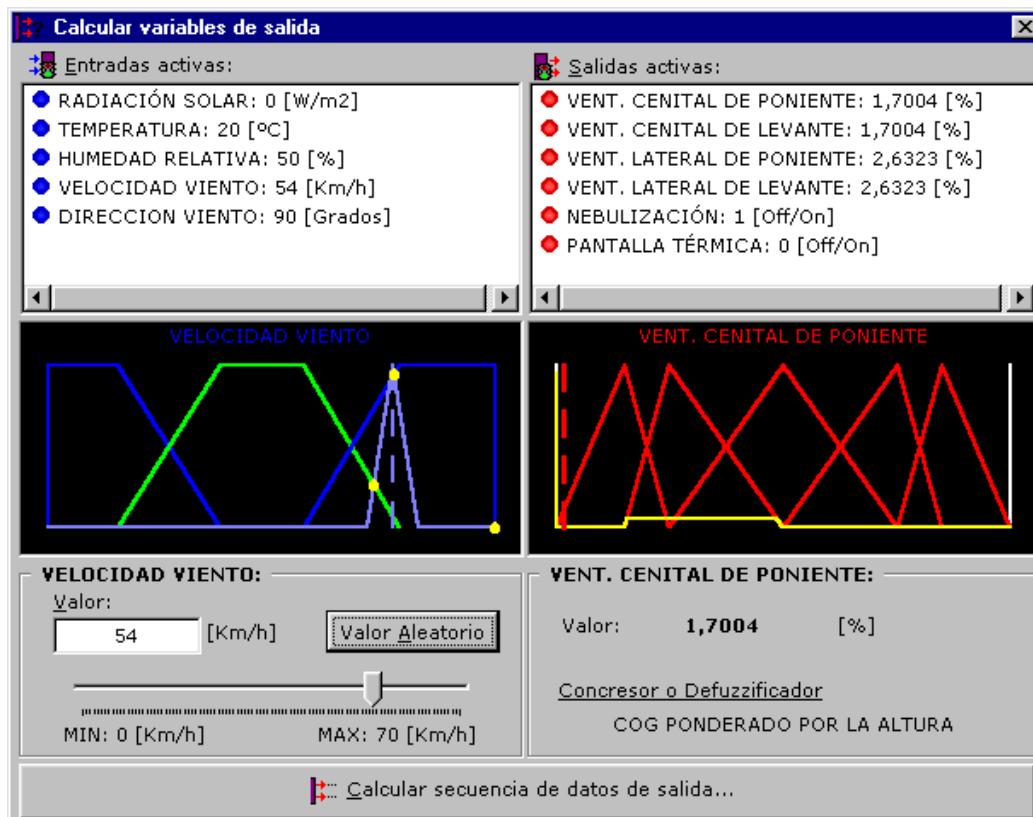 Calcular variables de salida
Entradas activas:
RADIACIÓN SOLAR: 0 [W/m2]
TEMPERATURA: 20 [ºC]
HUMEDAD RELATIVA: 50 [%]
VELOCIDAD VIENTO: 54 [Km/h]
DIRECCION VIENTO: 90 [Grados]
Salidas activas:
VENT. CENITAL DE PONIENTE: 1,7004 [%]
VENT. CENITAL DE LEVANTE: 1,7004 [%]
VENT. LATERAL DE PONIENTE: 2,6323 [%]
VENT. LATERAL DE LEVANTE: 2,6323 [%]
NEBULIZACIÓN: 1 [Off/On]
PANTALLA TÉRMICA: 0 [Off/On]
VELOCIDAD VIENTO
VENT. CENITAL DE PONIENTE
VELOCIDAD VIENTO:
Valor:
54 [Km/h] Valor Aleatorio
MIN: 0 [Km/h] MAX: 70 [Km/h]
VENT. CENITAL DE PONIENTE:
Valor: 1,7004 [%]
Concresor o Defuzzificador
COG PONDERADO POR LA ALTURA
Calcular secuencia de datos de salida...